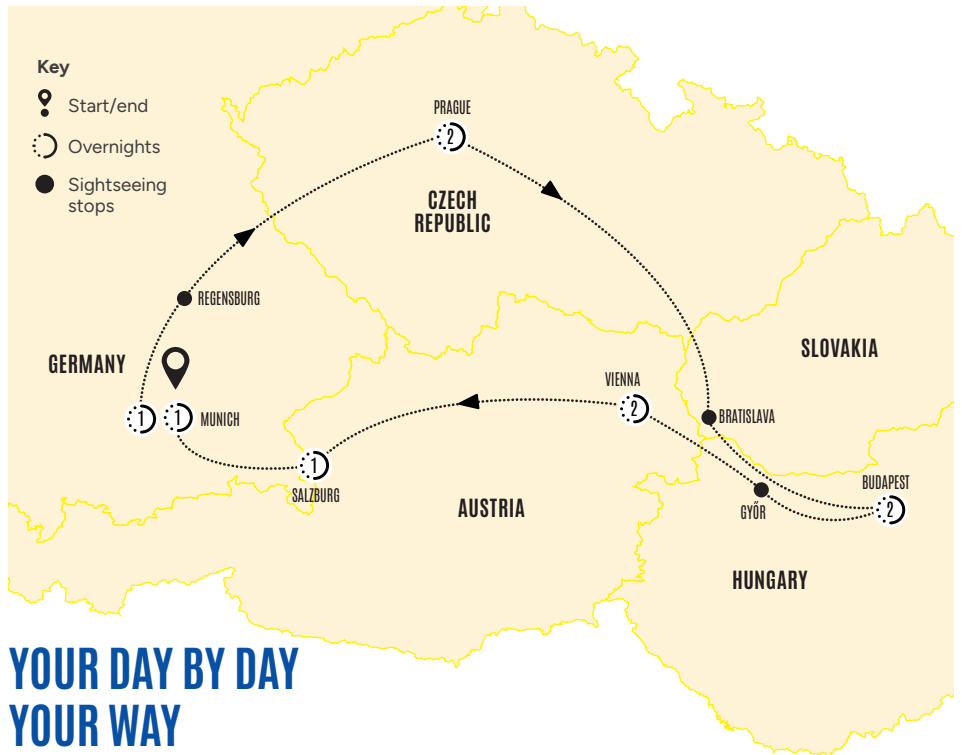 Key
Start/end
Overnights
Sightseeing
stops
PRAGUE
2
CZECH
REPUBLIC
REGENSBURG
GERMANY
SLOVAKIA
VIENNA
2
1
1
MUNICH
BRATISLAVA
1
SALZBURG
BUDAPEST
2
GYŐR
AUSTRIA
HUNGARY
YOUR DAY BY DAY
YOUR WAY